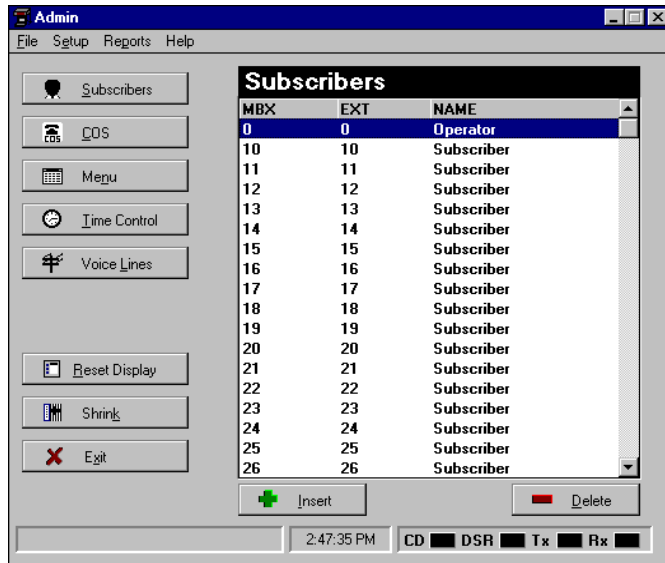 Admin
File Setup Reports Help
Subscribers
COS
COS
Menu
Time Control
Voice Lines
Reset Display
Shrink
Exit
Subscribers
MBX EXT NAME
0 0 Operator
10 10 Subscriber
11 11 Subscriber
12 12 Subscriber
13 13 Subscriber
14 14 Subscriber
15 15 Subscriber
16 16 Subscriber
17 17 Subscriber
18 18 Subscriber
19 19 Subscriber
20 20 Subscriber
21 21 Subscriber
22 22 Subscriber
23 23 Subscriber
24 24 Subscriber
25 25 Subscriber
26 26 Subscriber
Insert Delete
2:47:35 PM CD DSR Tx Rx